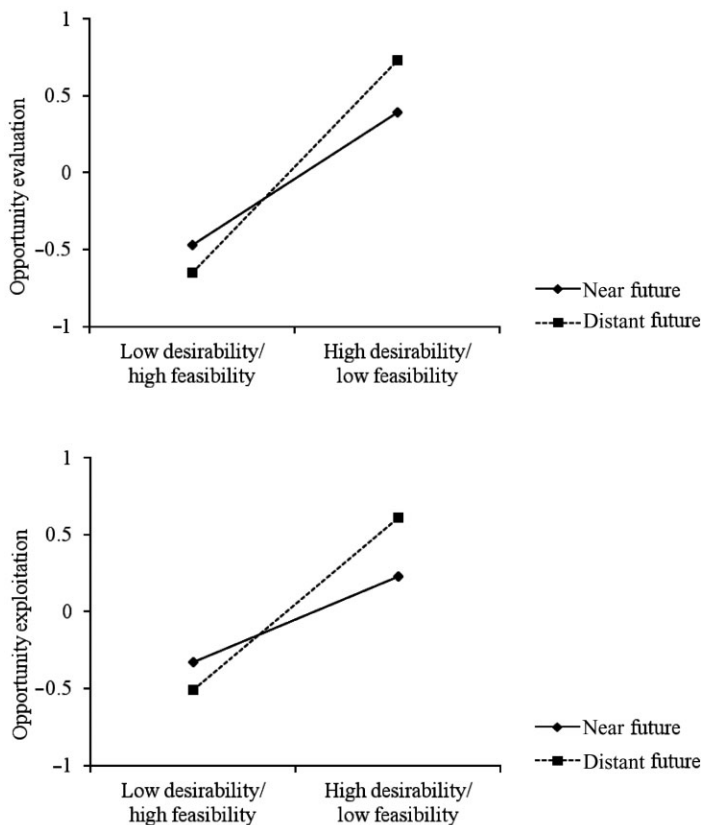 Opportunity evaluation
1
0.5
0
−0.5
−1
Low desirability/
high feasibility
High desirability/
low feasibility
Near future
Distant future
Opportunity exploitation
1
0.5
0
−0.5
−1
Low desirability/
high feasibility
High desirability/
low feasibility
Near future
Distant future